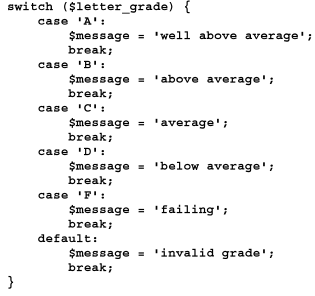 switch ($letter_grade) {
    case 'A':
        $message = 'well above average';
        break;
    case 'B':
        $message = 'above average';
        break;
    case 'C':
        $message = 'average';
        break;
    case 'D':
        $message = 'below average';
        break;
    case 'F':
        $message = 'failing';
        break;
    default:
        $message = 'invalid grade';
        break;
}